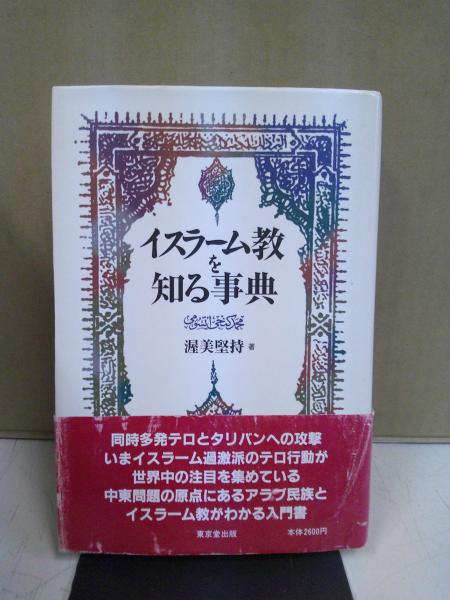 イスラーム教
を
知る事典
渥美堅持 著
同時多発テロとタリバンへの攻撃
いまイスラーム過激派のテロ行動が
世界中の注目を集めている
中東問題の原点にあるアラブ民族と
イスラーム教がわかる入門書
東京堂出版
本体2600円